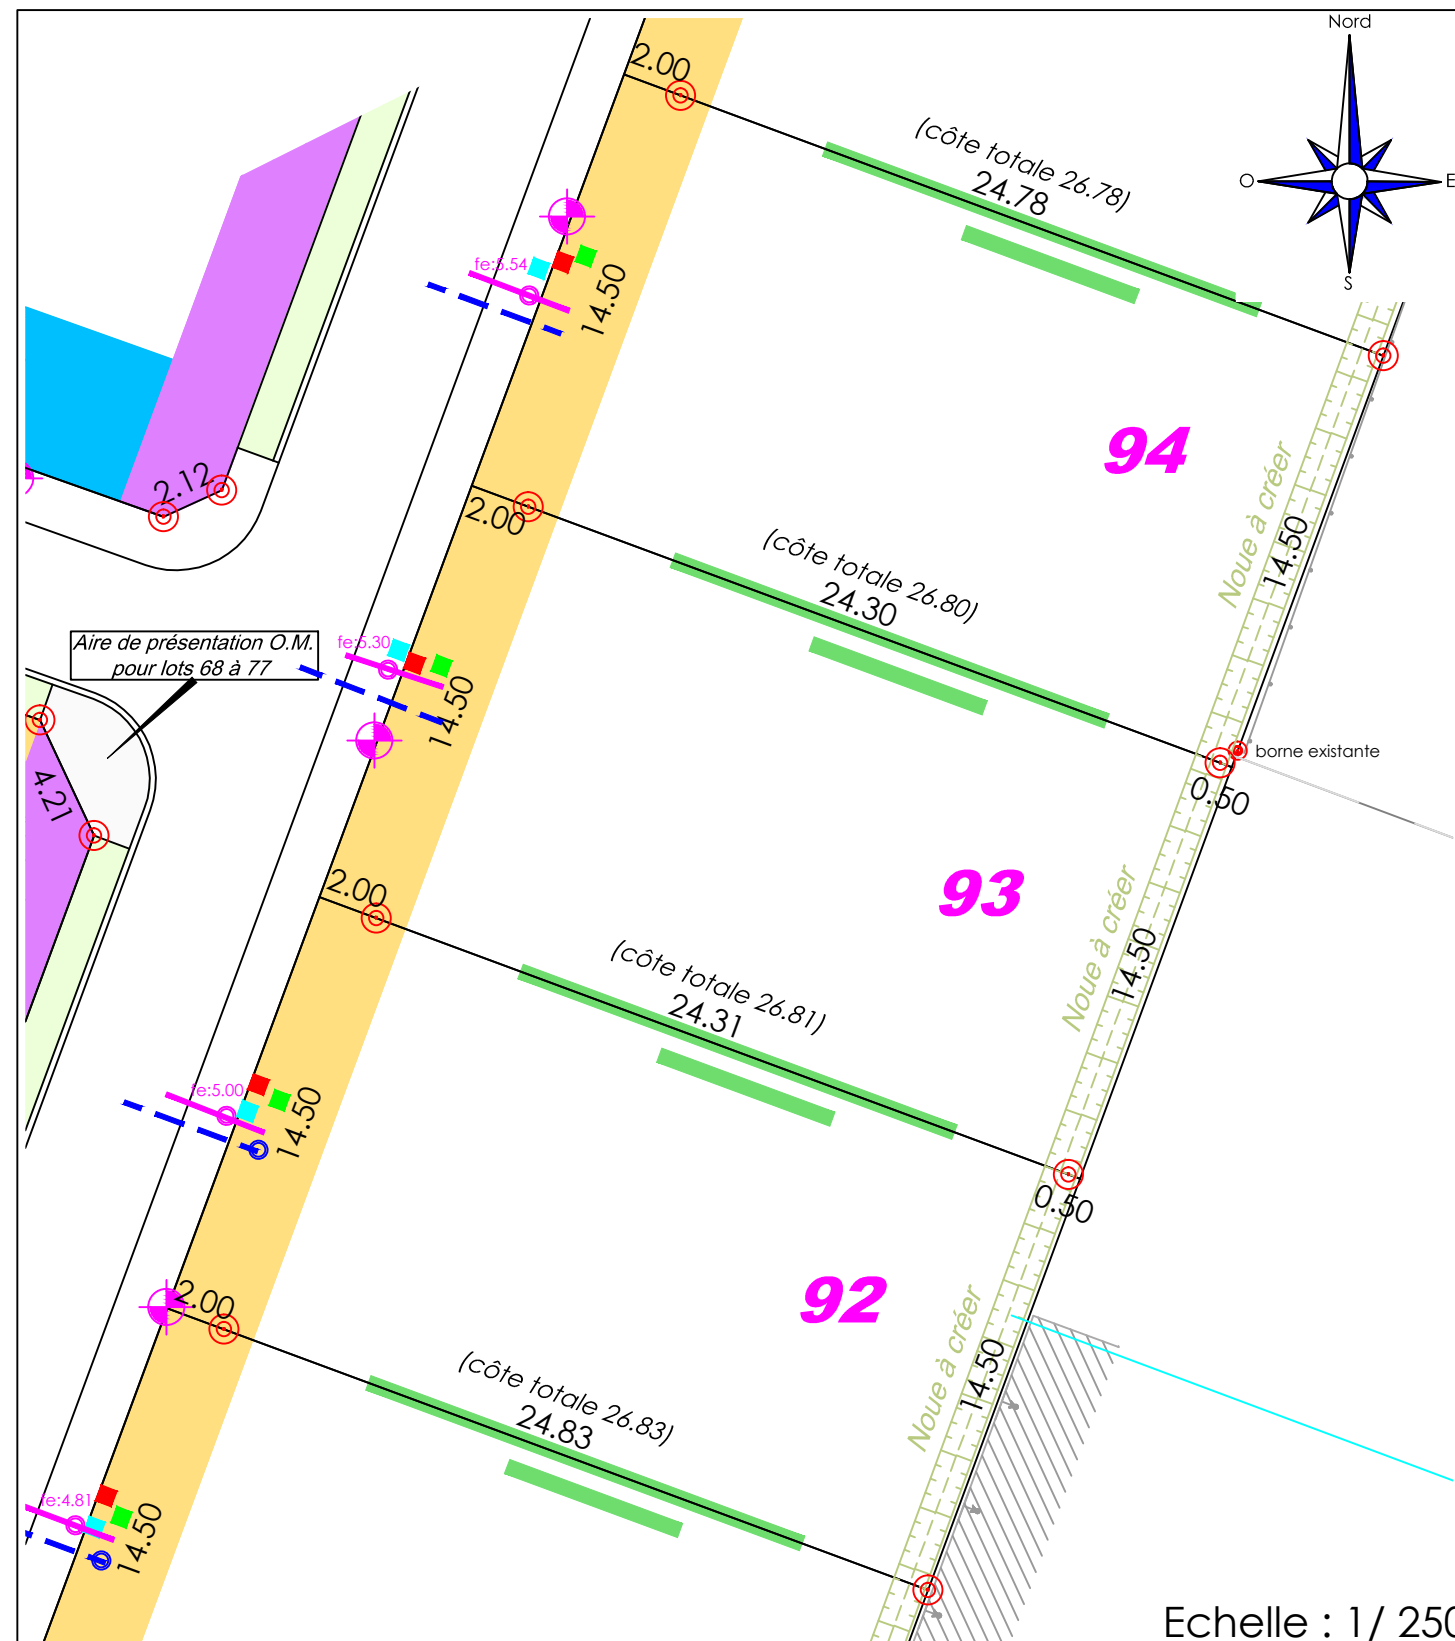 Nord
O
E
S
2.00
(côte totale 26.78)
24.78
fe:5.54
14.50
94
2.12
2.00
Noue à créer
14.50
(côte totale 26.80)
24.30
Aire de présentation O.M.
pour lots 68 à 77
fe:5.30
14.50
borne existante
0.50
4.21
2.00
93
Noue à créer
14.50
(côte totale 26.81)
24.31
fe:5.00
14.50
0.50
2.00
92
Noue à créer
14.50
(côte totale 26.83)
24.83
fe:4.81
14.50
Echelle : 1/ 250